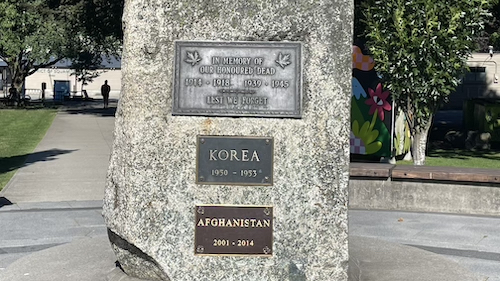 IN MEMORY OF
OUR HONOURED DEAD
1914 - 1918   1939 - 1945
LEST WE FORGET
KOREA
1950 - 1953
AFGHANISTAN
2001 - 2014